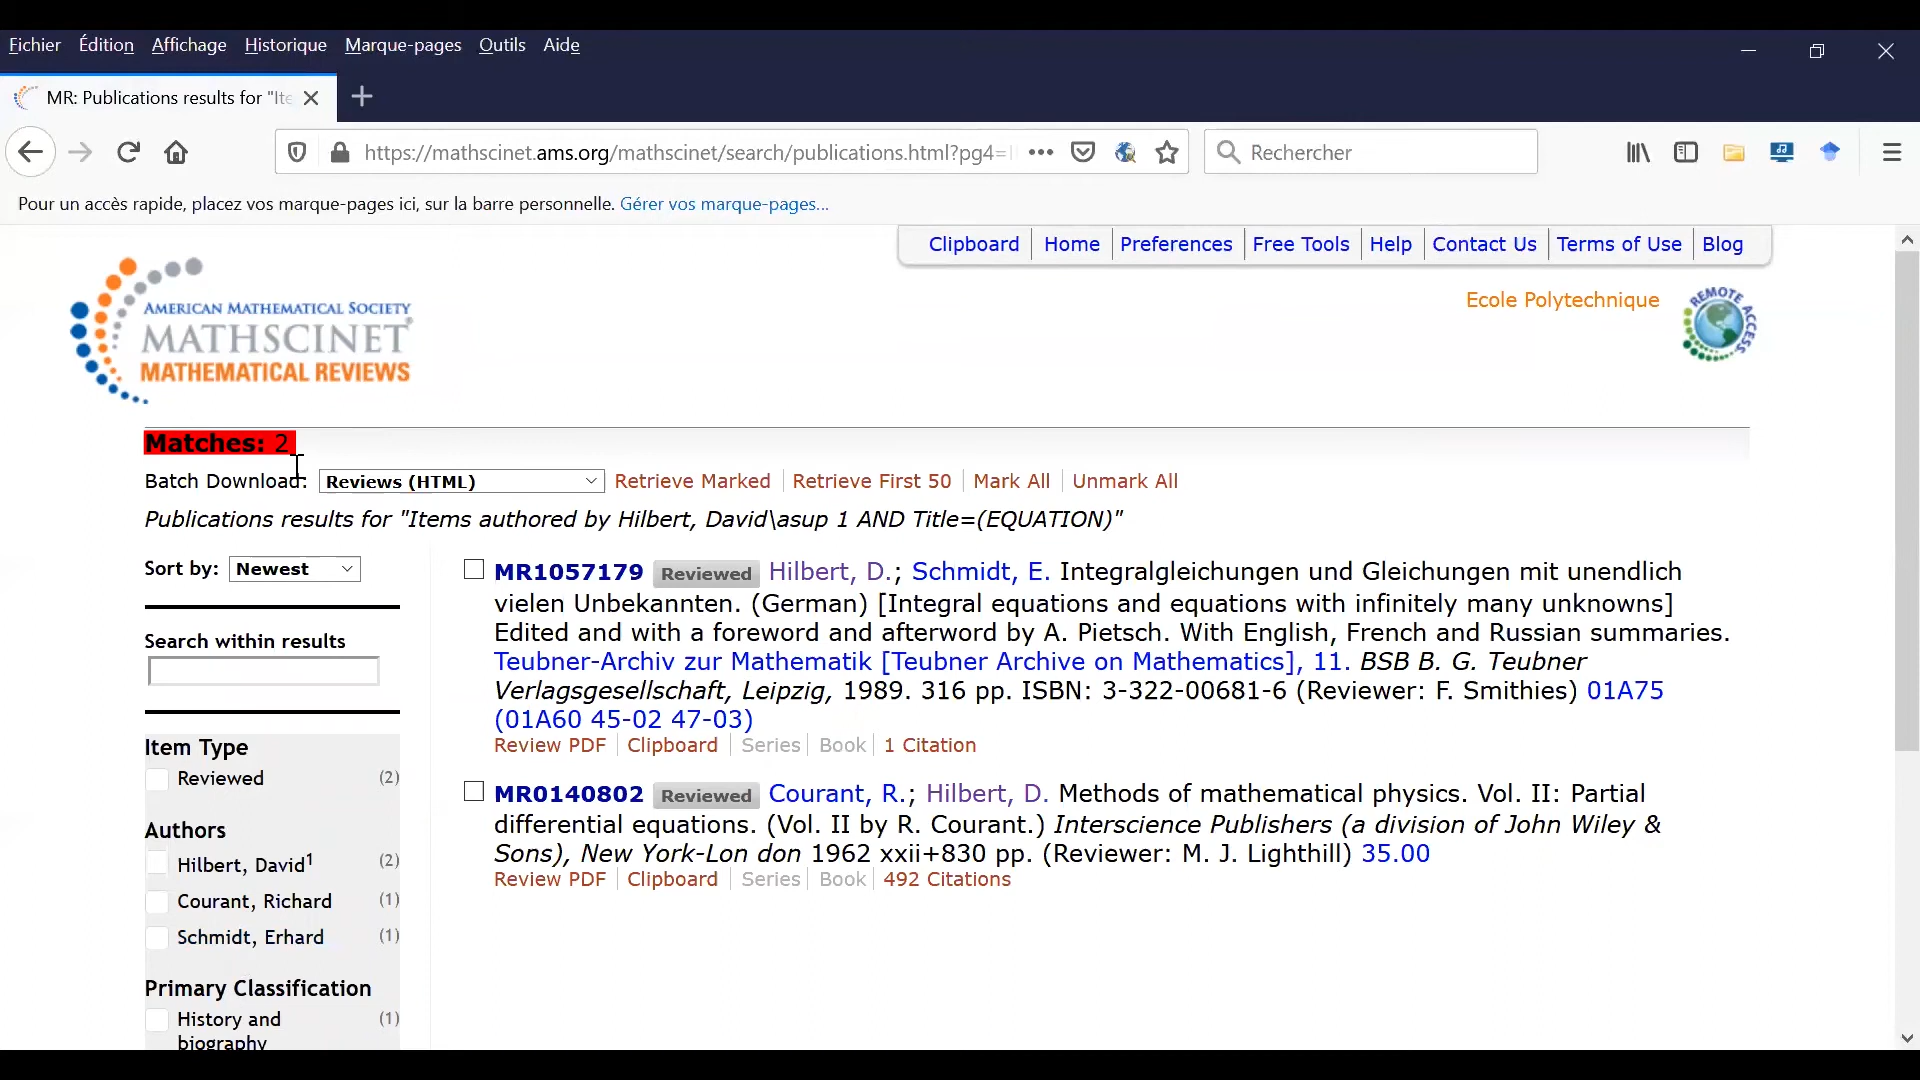 Fichier Édition Affichage Historique Marque-pages Outils Aide
MR: Publications results for "Ite
https://mathscinet.ams.org/mathscinet/search/publications.html?pg4=
Rechercher
Pour un accès rapide, placez vos marque-pages ici, sur la barre personnelle. Gérer vos marque-pages...
Clipboard Home Preferences Free Tools Help Contact Us Terms of Use Blog
AMERICAN MATHEMATICAL SOCIETY
MATHSCINET®
MATHEMATICAL REVIEWS
Ecole Polytechnique
REMOTE ACCESS
Matches: 2
Batch Download: Reviews (HTML) Retrieve Marked Retrieve First 50 Mark All Unmark All
Publications results for "Items authored by Hilbert, David\asup 1 AND Title=(EQUATION)"
Sort by: Newest
Search within results
Item Type
Reviewed (2)
Authors
Hilbert, David¹ (2)
Courant, Richard (1)
Schmidt, Erhard (1)
Primary Classification
History and (1)
biography
MR1057179 Reviewed Hilbert, D.; Schmidt, E. Integralgleichungen und Gleichungen mit unendlich
vielen Unbekannten. (German) [Integral equations and equations with infinitely many unknowns]
Edited and with a foreword and afterword by A. Pietsch. With English, French and Russian summaries.
Teubner-Archiv zur Mathematik [Teubner Archive on Mathematics], 11. BSB B. G. Teubner
Verlagsgesellschaft, Leipzig, 1989. 316 pp. ISBN: 3-322-00681-6 (Reviewer: F. Smithies) 01A75
(01A60 45-02 47-03)
Review PDF Clipboard Series Book 1 Citation
MR0140802 Reviewed Courant, R.; Hilbert, D. Methods of mathematical physics. Vol. II: Partial
differential equations. (Vol. II by R. Courant.) Interscience Publishers (a division of John Wiley &
Sons), New York-Lon don 1962 xxii+830 pp. (Reviewer: M. J. Lighthill) 35.00
Review PDF Clipboard Series Book 492 Citations